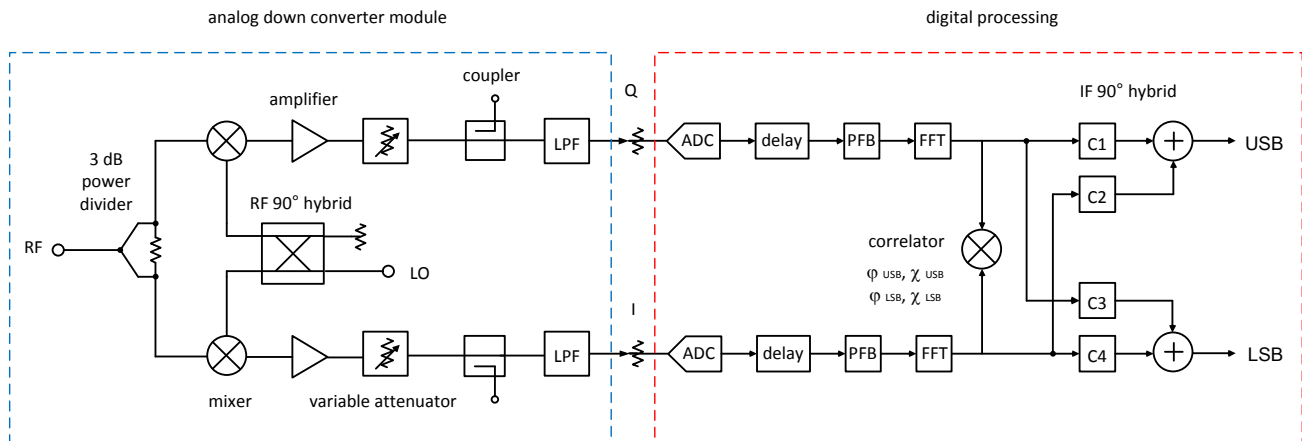 analog down converter module
digital processing
coupler
Q
IF 90° hybrid
amplifier
LPF
ADC
delay
PFB
FFT
C1
USB
3 dB
power
divider
C2
RF 90° hybrid
RF
correlator
LO
φ USB, χ USB
φ LSB, χ LSB
C3
I
LPF
ADC
delay
PFB
FFT
C4
LSB
mixer
variable attenuator